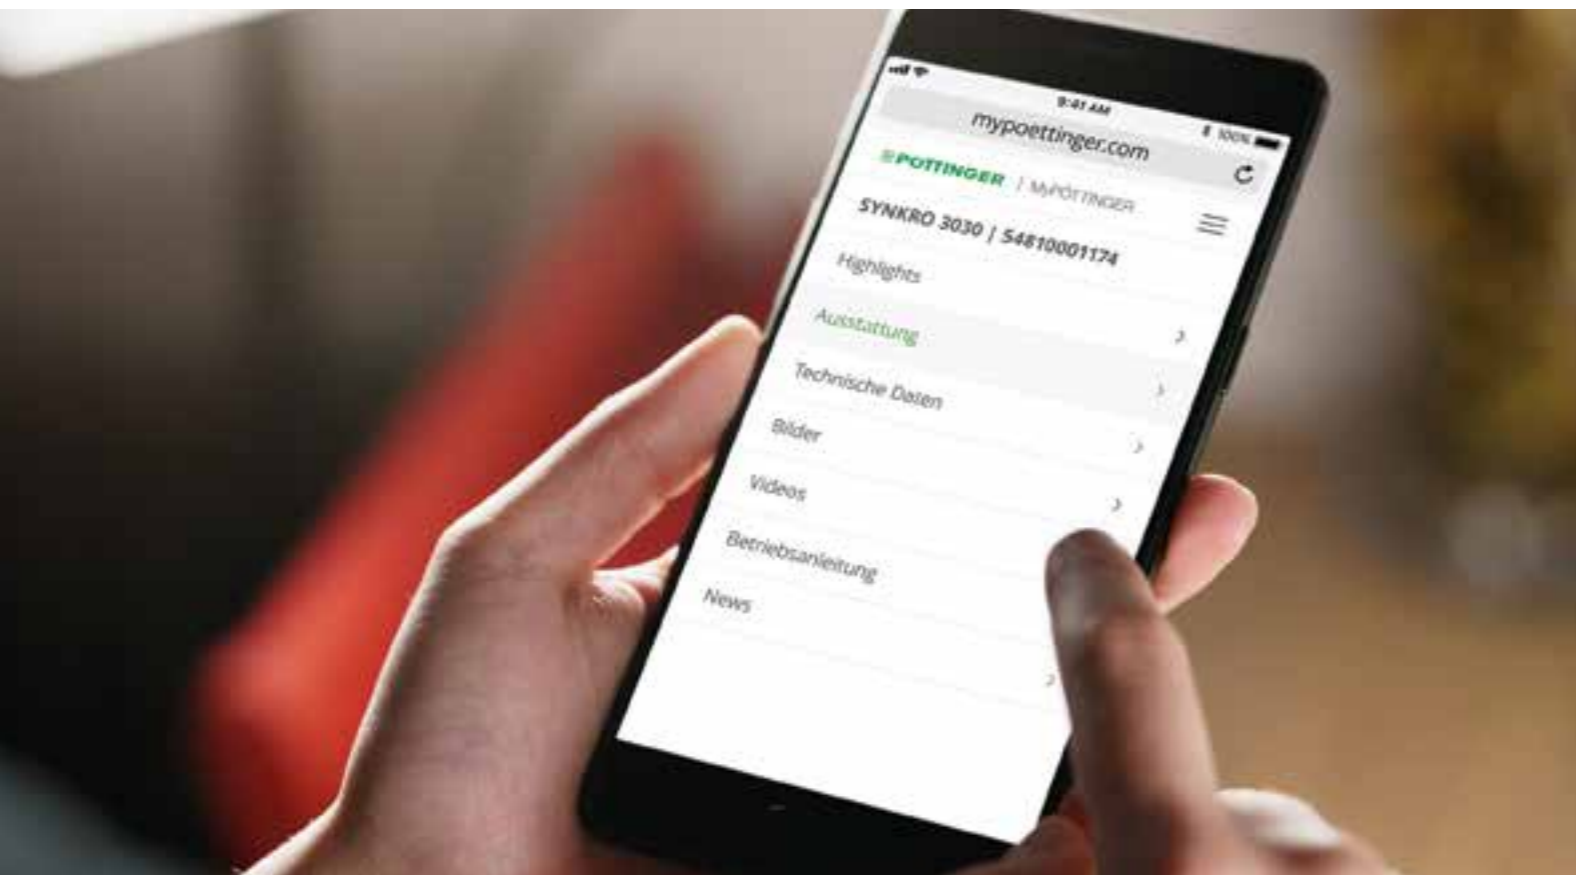 9:41 AM
100%
mypoettinger.com
PÖTTINGER | MyPÖTTINGER
SYNKRO 3030 | 54810001174
Highlights
Ausstattung
Technische Daten
Bilder
Videos
Betriebsanleitung
News